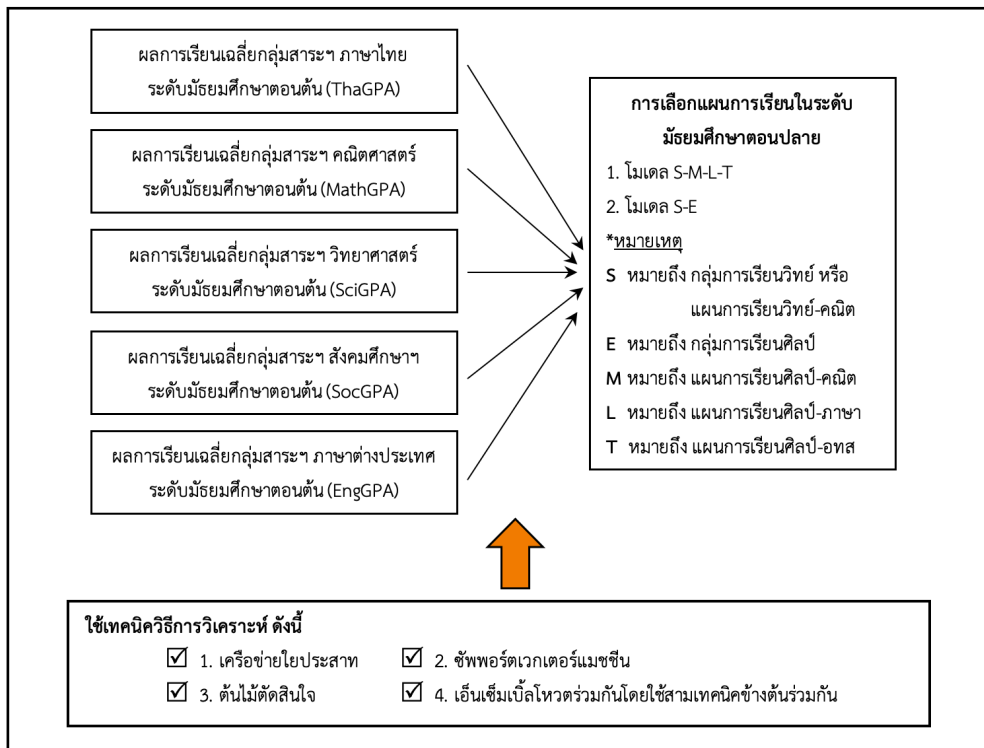 ผลการเรียนเฉลี่ยกลุ่มสาระฯ ภาษาไทย
ระดับมัธยมศึกษาตอนต้น (ThaGPA)
ผลการเรียนเฉลี่ยกลุ่มสาระฯ คณิตศาสตร์
ระดับมัธยมศึกษาตอนต้น (MathGPA)
ผลการเรียนเฉลี่ยกลุ่มสาระฯ วิทยาศาสตร์
ระดับมัธยมศึกษาตอนต้น (SciGPA)
ผลการเรียนเฉลี่ยกลุ่มสาระฯ สังคมศึกษาฯ
ระดับมัธยมศึกษาตอนต้น (SocGPA)
ผลการเรียนเฉลี่ยกลุ่มสาระฯ ภาษาต่างประเทศ
ระดับมัธยมศึกษาตอนต้น (EngGPA)
การเลือกแผนการเรียนในระดับ
มัธยมศึกษาตอนปลาย
1. โมเดล S-M-L-T
2. โมเดล S-E
*หมายเหตุ
S หมายถึง กลุ่มการเรียนวิทย์ หรือ
แผนการเรียนวิทย์-คณิต
E หมายถึง กลุ่มการเรียนศิลป์
M หมายถึง แผนการเรียนศิลป์-คณิต
L หมายถึง แผนการเรียนศิลป์-ภาษา
T หมายถึง แผนการเรียนศิลป์-อทส
ใช้เทคนิควิธีการวิเคราะห์ ดังนี้
☑ 1. เครือข่ายใยประสาท ☑ 2. ซัพพอร์ตเวกเตอร์แมชชีน
☑ 3. ต้นไม้ตัดสินใจ ☑ 4. เอ็นเซ็มเบิ้ลโหวตร่วมกันโดยใช้สามเทคนิคข้างต้นร่วมกัน